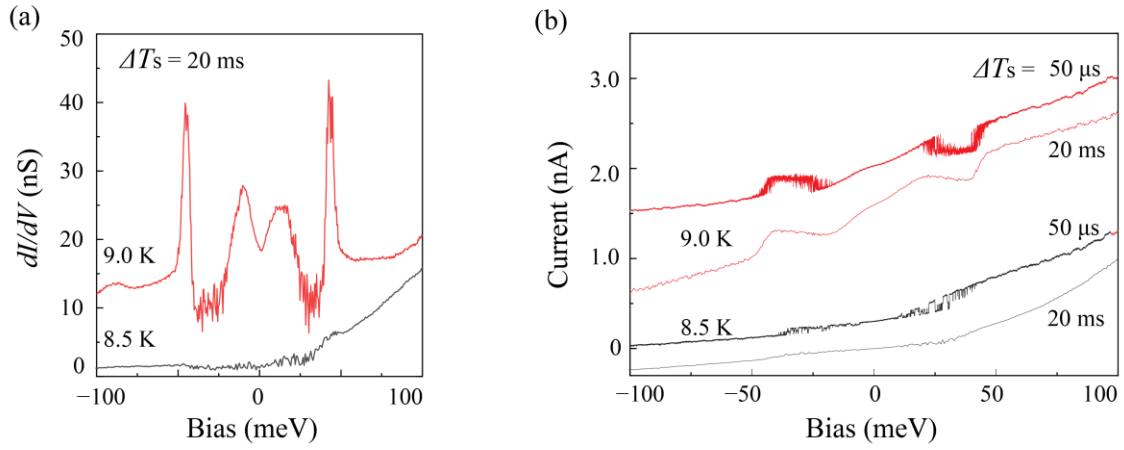 (a)
50
40
30
20
10
0
dI/dV (nS)
ΔTs = 20 ms
9.0 K
8.5 K
−100
0
100
Bias (meV)
(b)
3.0
2.0
1.0
0
Current (nA)
ΔTs = 50 μs
20 ms
9.0 K
50 μs
8.5 K
20 ms
−100
−50
0
50
100
Bias (meV)